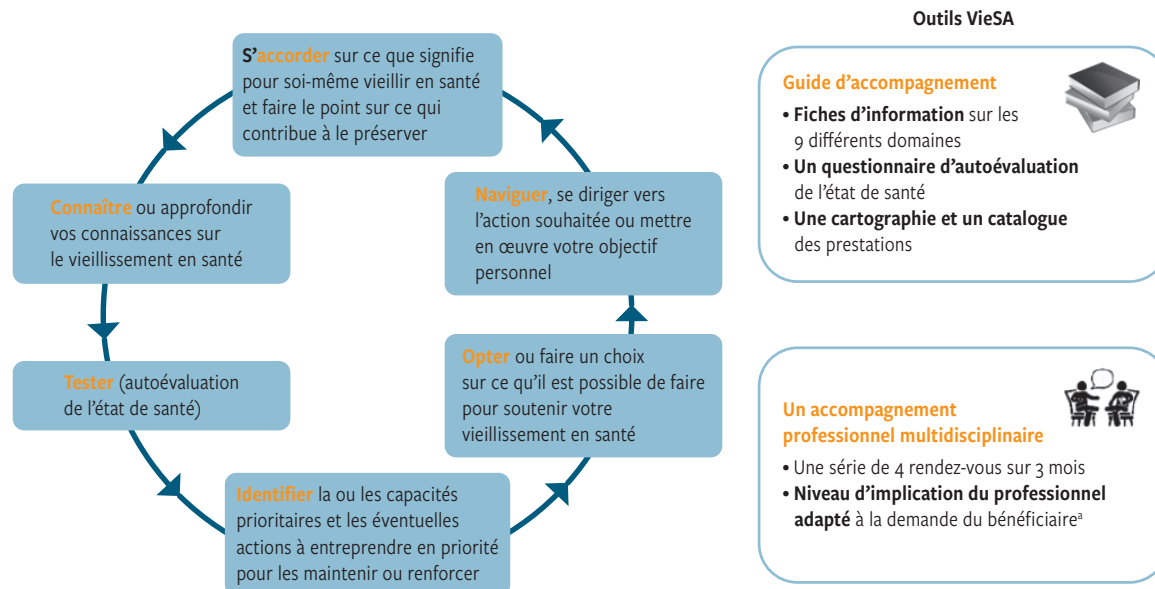 S'accorder sur ce que signifie
pour soi-même vieillir en santé
et faire le point sur ce qui
contribue à le préserver
Connaître ou approfondir
vos connaissances sur
le vieillissement en santé
Tester (autoévaluation
de l'état de santé)
Identifier la ou les capacités
prioritaires et les éventuelles
actions à entreprendre en priorité
pour les maintenir ou renforcer
Opter ou faire un choix
sur ce qu'il est possible de faire
pour soutenir votre
vieillissement en santé
Naviguer, se diriger vers
l'action souhaitée ou mettre
en œuvre votre objectif
personnel
Outils VieSA
Guide d'accompagnement
• Fiches d'information sur les
9 différents domaines
• Un questionnaire d'autoévaluation
de l'état de santé
• Une cartographie et un catalogue
des prestations
Un accompagnement
professionnel multidisciplinaire
• Une série de 4 rendez-vous sur 3 mois
• Niveau d'implication du professionnel
adapté à la demande du bénéficiaireᵃ